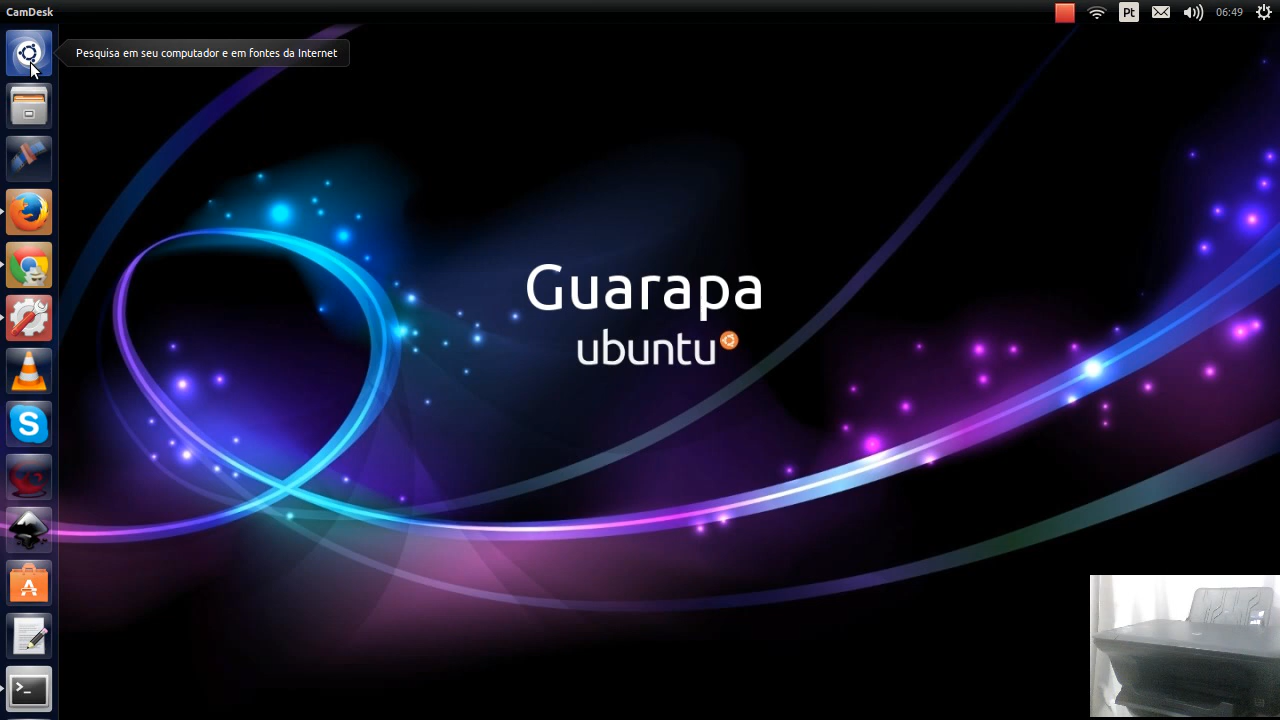 CamDesk
Pt
06:49
Pesquisa em seu computador e em fontes da Internet
Guarapa
ubuntu
S
A
>_